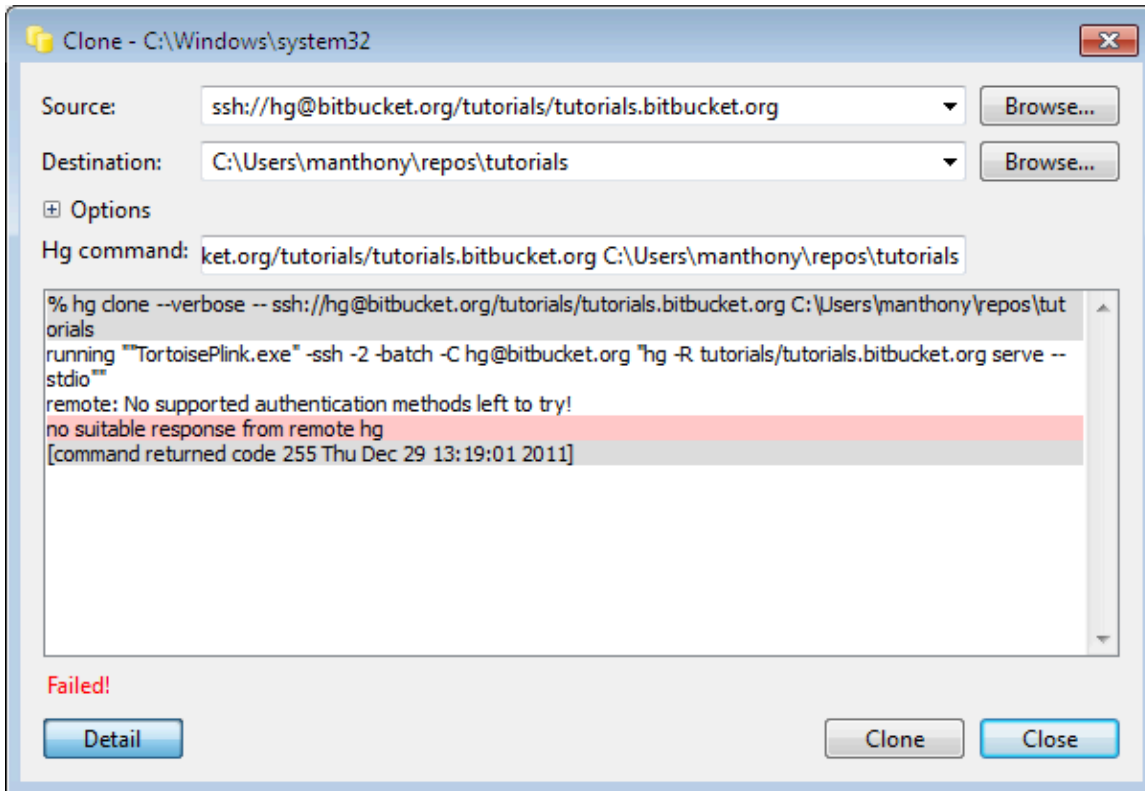 Clone - C:\Windows\system32
Source: ssh://hg@bitbucket.org/tutorials/tutorials.bitbucket.org Browse...
Destination: C:\Users\manthony\repos\tutorials Browse...
Options
Hg command: ket.org/tutorials/tutorials.bitbucket.org C:\Users\manthony\repos\tutorials
% hg clone --verbose -- ssh://hg@bitbucket.org/tutorials/tutorials.bitbucket.org C:\Users\manthony\repos\tut
orials
running ""TortoisePlink.exe" -ssh -2 -batch -C hg@bitbucket.org "hg -R tutorials/tutorials.bitbucket.org serve --
stdio""
remote: No supported authentication methods left to try!
no suitable response from remote hg
[command returned code 255 Thu Dec 29 13:19:01 2011]
Failed!
Detail Clone Close